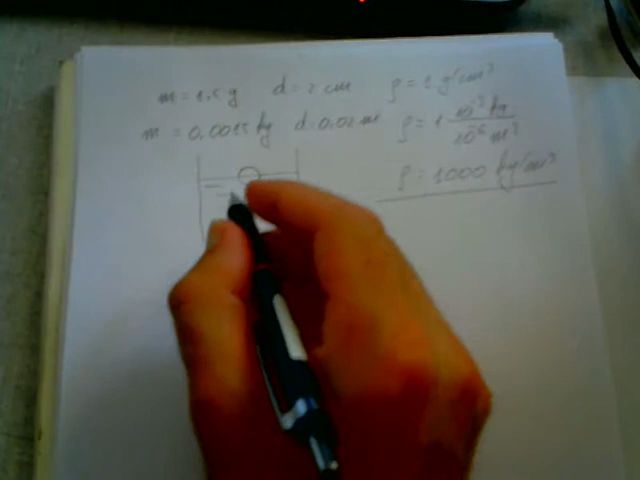 m = 1.5 g d = 2 cm ρ = 1 g/cm³
m = 0.0015 kg d = 0.02 m ρ = 1 10⁻³ kg / 10⁻⁶ m³
ρ = 1000 kg/m³